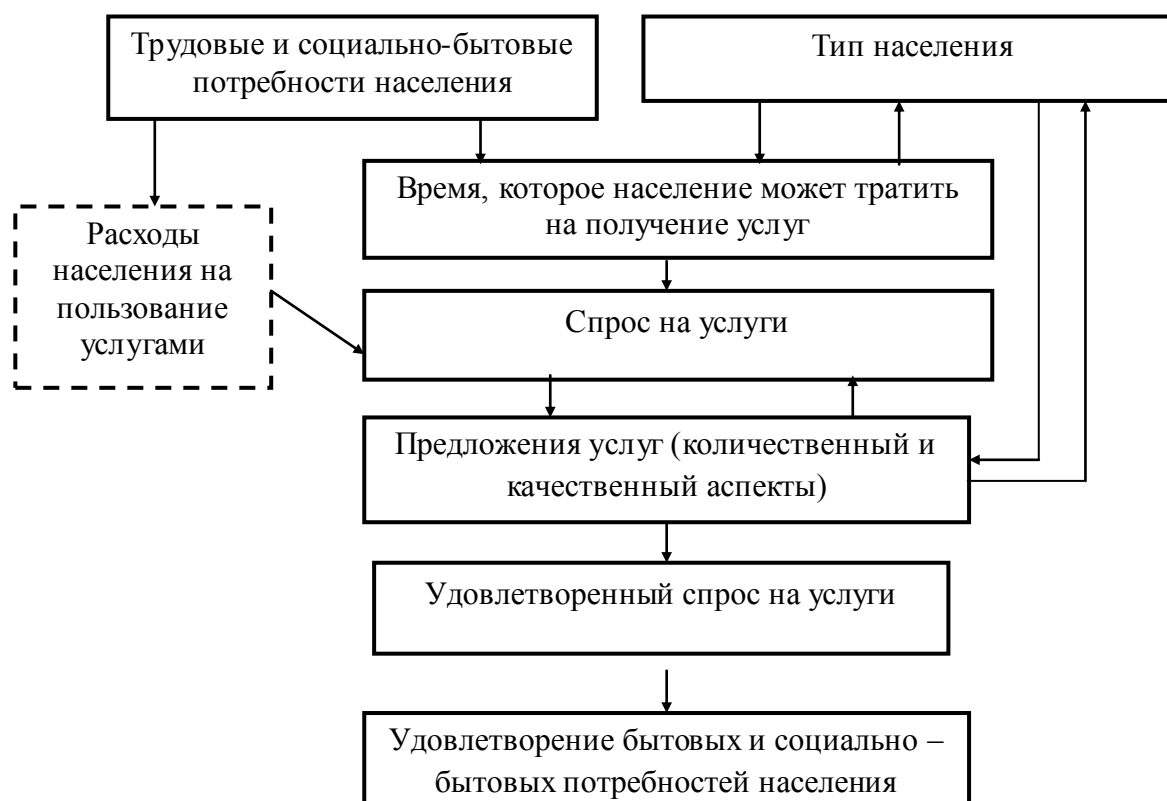 Трудовые и социально-бытовые
потребности населения
Тип населения
Время, которое население может тратить
на получение услуг
Расходы
населения на
пользование
услугами
Спрос на услуги
Предложения услуг (количественный и
качественный аспекты)
Удовлетворенный спрос на услуги
Удовлетворение бытовых и социально –
бытовых потребностей населения